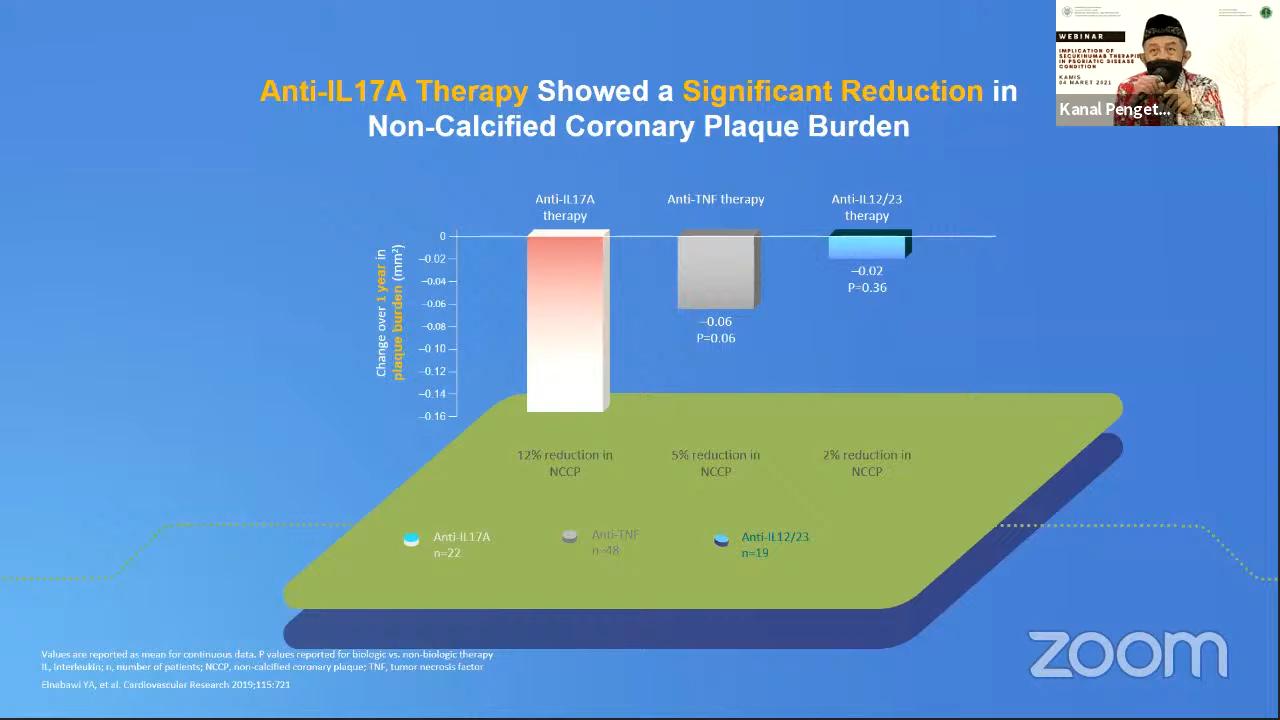 WEBINAR
IMPLICATION OF
SECUKINUMAB THERAPIE
IN PSORIATIC DISEASE
CONDITION
KAMIS
04 MARET 2021
Kanal Penget...
Anti-IL17A Therapy Showed a Significant Reduction in
Non-Calcified Coronary Plaque Burden
Anti-IL17A
therapy
Anti-TNF therapy
Anti-IL12/23
therapy
Change over 1 year in
plaque burden (mm²)
0
–0.02
–0.04
–0.06
–0.08
–0.10
–0.12
–0.14
–0.16
–0.06
P=0.06
–0.02
P=0.36
12% reduction in
NCCP
5% reduction in
NCCP
2% reduction in
NCCP
Anti-IL17A
n=22
Anti-TNF
n=48
Anti-IL12/23
n=19
Values are reported as mean for continuous data. P values reported for biologic vs. non-biologic therapy
IL, interleukin; n, number of patients; NCCP, non-calcified coronary plaque; TNF, tumor necrosis factor
Elnabawi YA, et al. Cardiovascular Research 2019;115:721
zoom